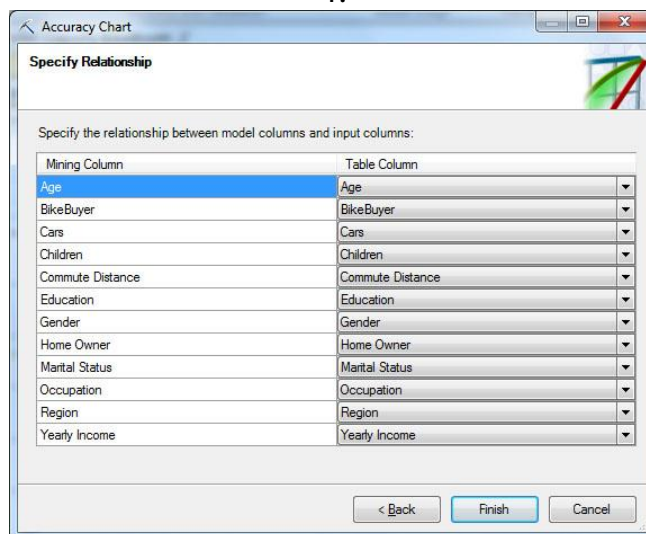 Accuracy Chart
Specify Relationship
Specify the relationship between model columns and input columns:
Mining Column Table Column
Age Age
BikeBuyer BikeBuyer
Cars Cars
Children Children
Commute Distance Commute Distance
Education Education
Gender Gender
Home Owner Home Owner
Marital Status Marital Status
Occupation Occupation
Region Region
Yearly Income Yearly Income
< Back Finish Cancel